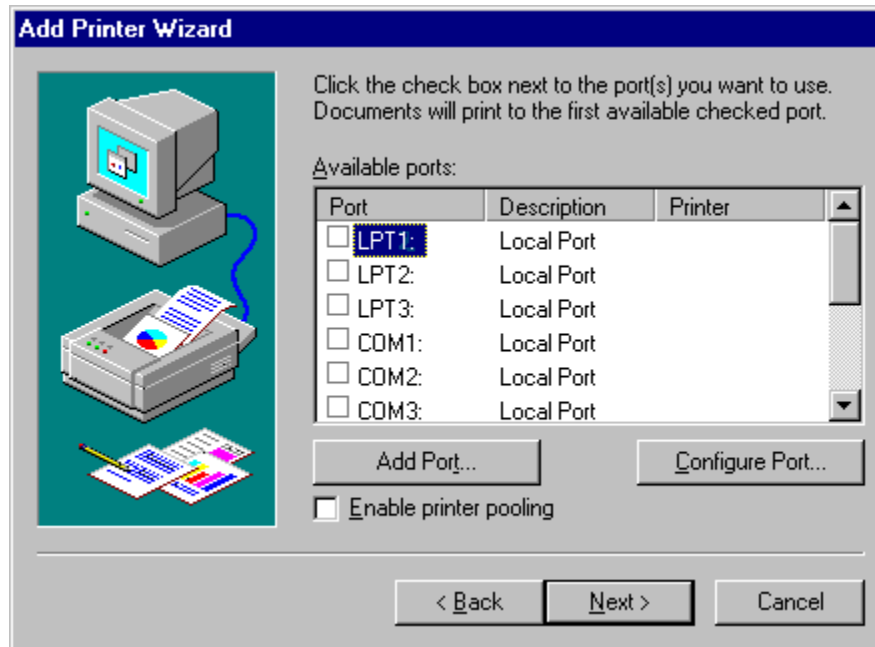 Add Printer Wizard
Click the check box next to the port(s) you want to use.
Documents will print to the first available checked port.
Available ports:
Port Description Printer
LPT1: Local Port
LPT2: Local Port
LPT3: Local Port
COM1: Local Port
COM2: Local Port
COM3: Local Port
Add Port... Configure Port...
Enable printer pooling
< Back Next > Cancel